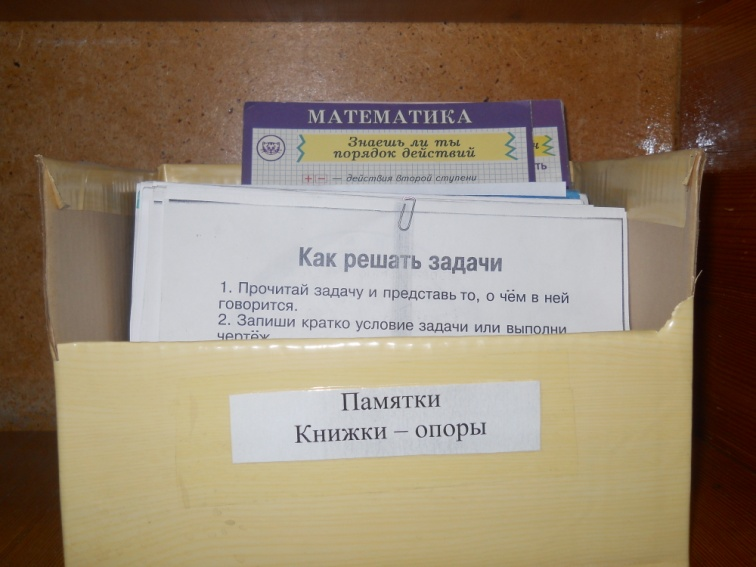 МАТЕМАТИКА
Знаешь ли ты
порядок действий
+ − — действия второй ступени
Как решать задачи
1. Прочитай задачу и представь то, о чём в ней
говорится.
2. Запиши кратко условие задачи или выполни
чертёж
Памятки
Книжки – опоры